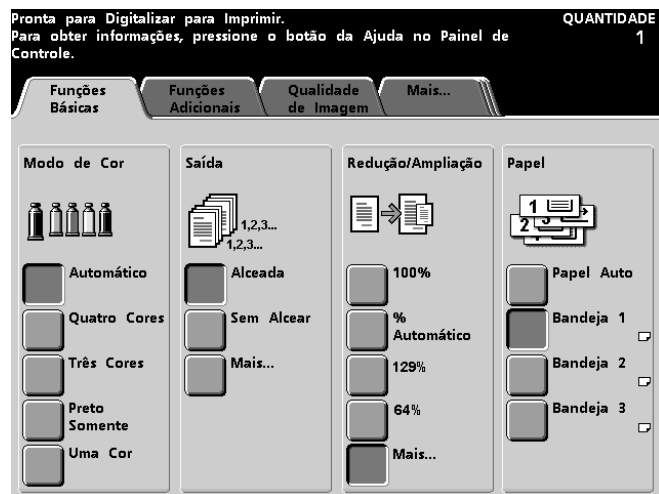 Pronta para Digitalizar para Imprimir.
Para obter informações, pressione o botão da Ajuda no Painel de
Controle.
QUANTIDADE
1
Funções
Básicas
Funções
Adicionais
Qualidade
de Imagem
Mais...
Modo de Cor
Automático
Quatro Cores
Três Cores
Preto
Somente
Uma Cor
Saída
1,2,3...
1,2,3...
Alceada
Sem Alcear
Mais...
Redução/Ampliação
100%
%
Automático
129%
64%
Mais...
Papel
1
2
3
Papel Auto
Bandeja 1
Bandeja 2
Bandeja 3